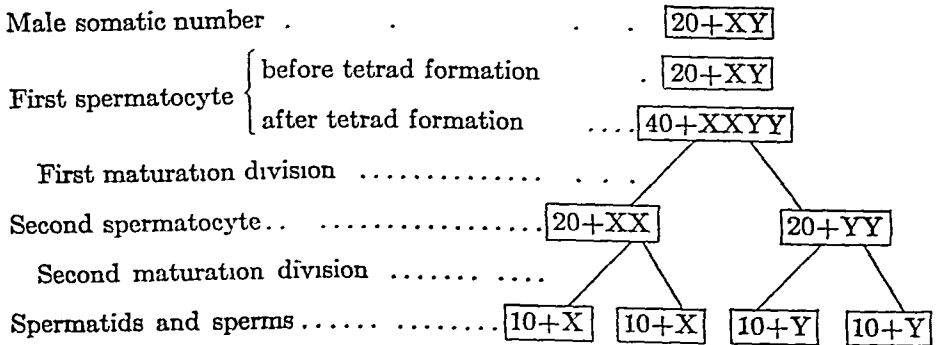 Male somatic number . . . . 20+XY
First spermatocyte { before tetrad formation . 20+XY
after tetrad formation .... 40+XXYY
First maturation division .............. . . .
Second spermatocyte.. .................. 20+XX 20+YY
Second maturation division ....... ....
Spermatids and sperms...... ......... 10+X 10+X 10+Y 10+Y